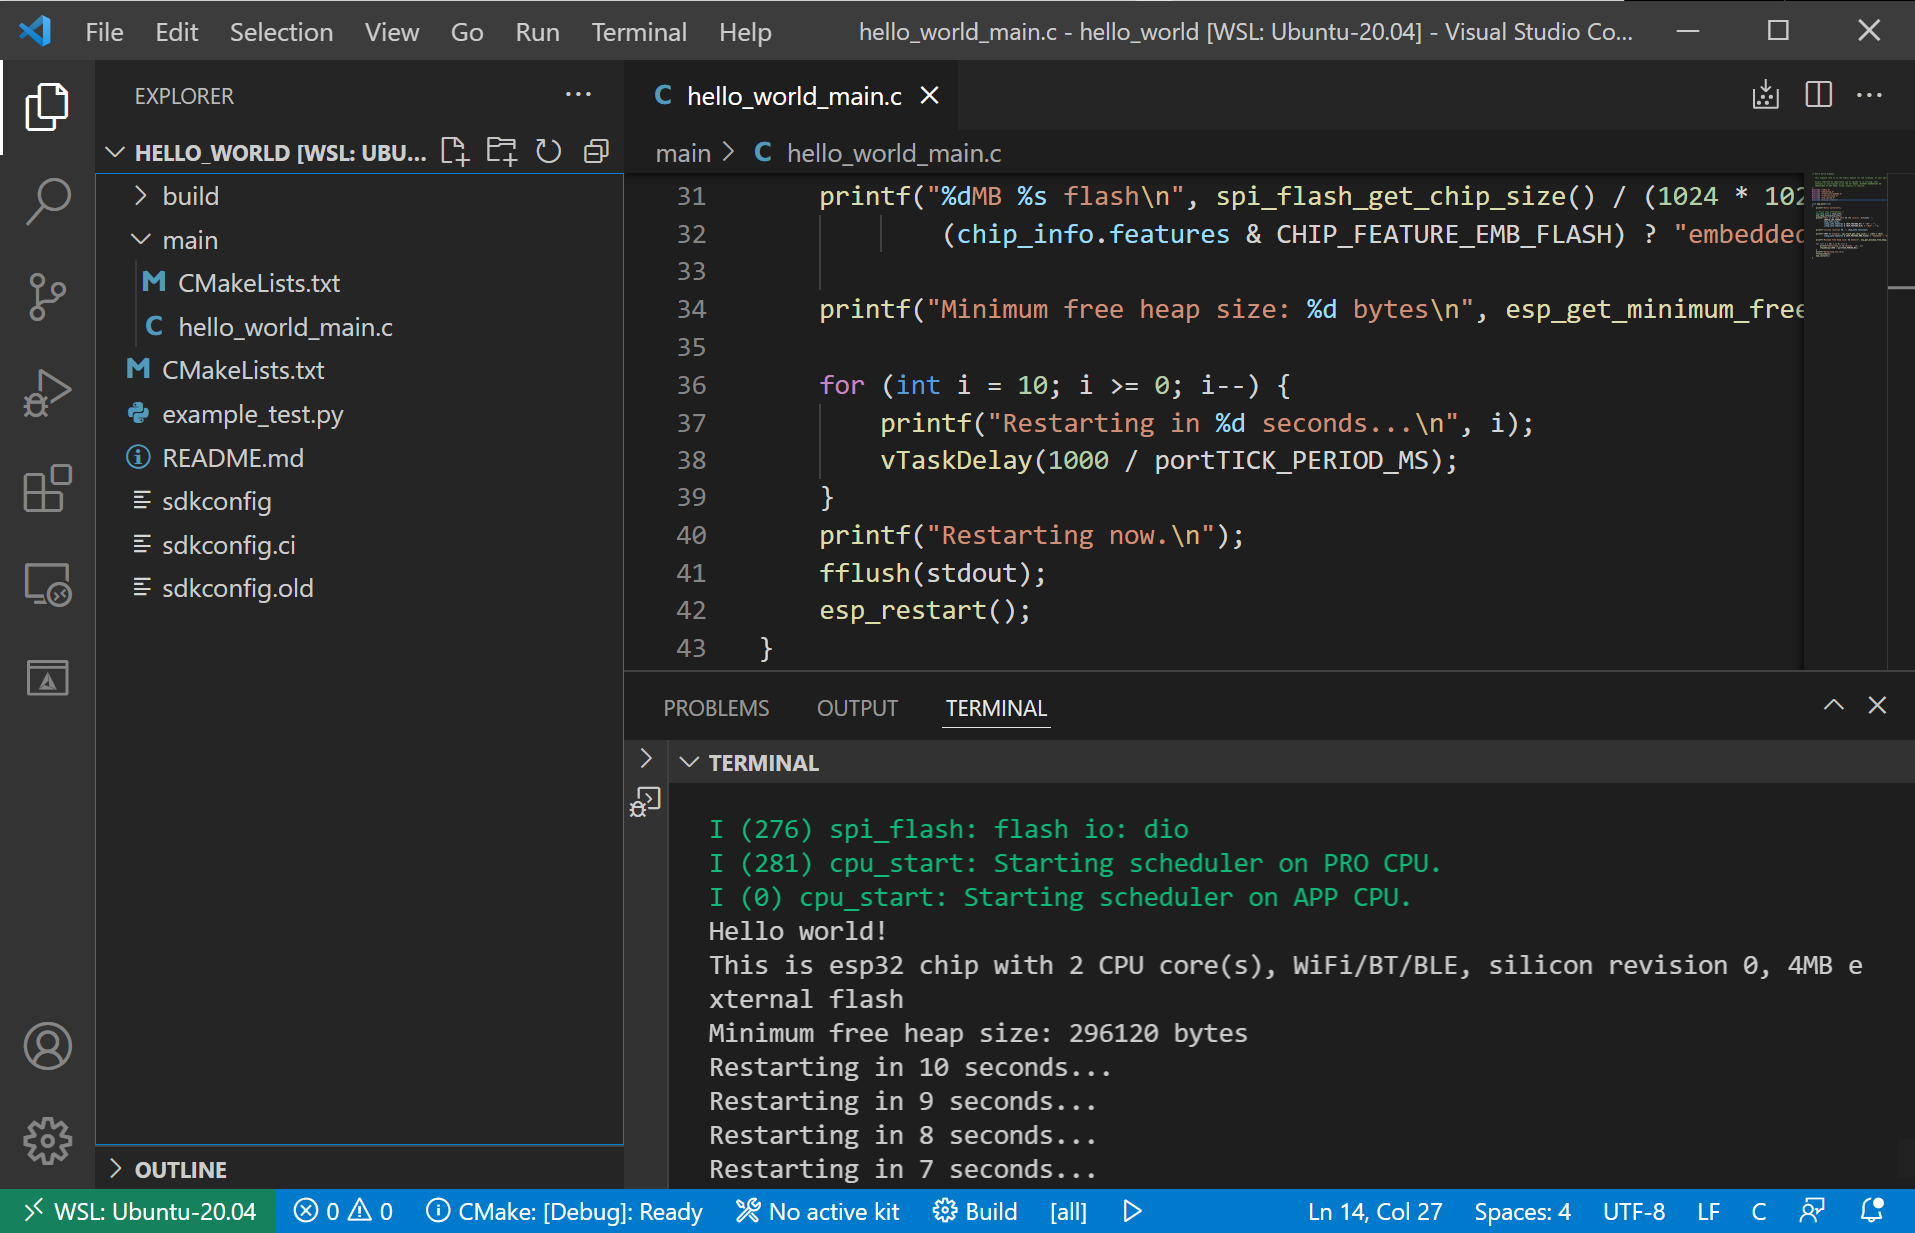 File Edit Selection View Go Run Terminal Help hello_world_main.c - hello_world [WSL: Ubuntu-20.04] - Visual Studio Co...
EXPLORER
HELLO_WORLD [WSL: UBU...
build
main
CMakeLists.txt
hello_world_main.c
CMakeLists.txt
example_test.py
README.md
sdkconfig
sdkconfig.ci
sdkconfig.old
OUTLINE
hello_world_main.c
main > C hello_world_main.c
31 printf("%dMB %s flash\n", spi_flash_get_chip_size() / (1024 * 102
32 (chip_info.features & CHIP_FEATURE_EMB_FLASH) ? "embedded
33
34 printf("Minimum free heap size: %d bytes\n", esp_get_minimum_free
35
36 for (int i = 10; i >= 0; i--) {
37 printf("Restarting in %d seconds...\n", i);
38 vTaskDelay(1000 / portTICK_PERIOD_MS);
39 }
40 printf("Restarting now.\n");
41 fflush(stdout);
42 esp_restart();
43 }
PROBLEMS OUTPUT TERMINAL
TERMINAL
I (276) spi_flash: flash io: dio
I (281) cpu_start: Starting scheduler on PRO CPU.
I (0) cpu_start: Starting scheduler on APP CPU.
Hello world!
This is esp32 chip with 2 CPU core(s), WiFi/BT/BLE, silicon revision 0, 4MB e
xternal flash
Minimum free heap size: 296120 bytes
Restarting in 10 seconds...
Restarting in 9 seconds...
Restarting in 8 seconds...
Restarting in 7 seconds...
WSL: Ubuntu-20.04 0 0 CMake: [Debug]: Ready No active kit Build [all] Ln 14, Col 27 Spaces: 4 UTF-8 LF C